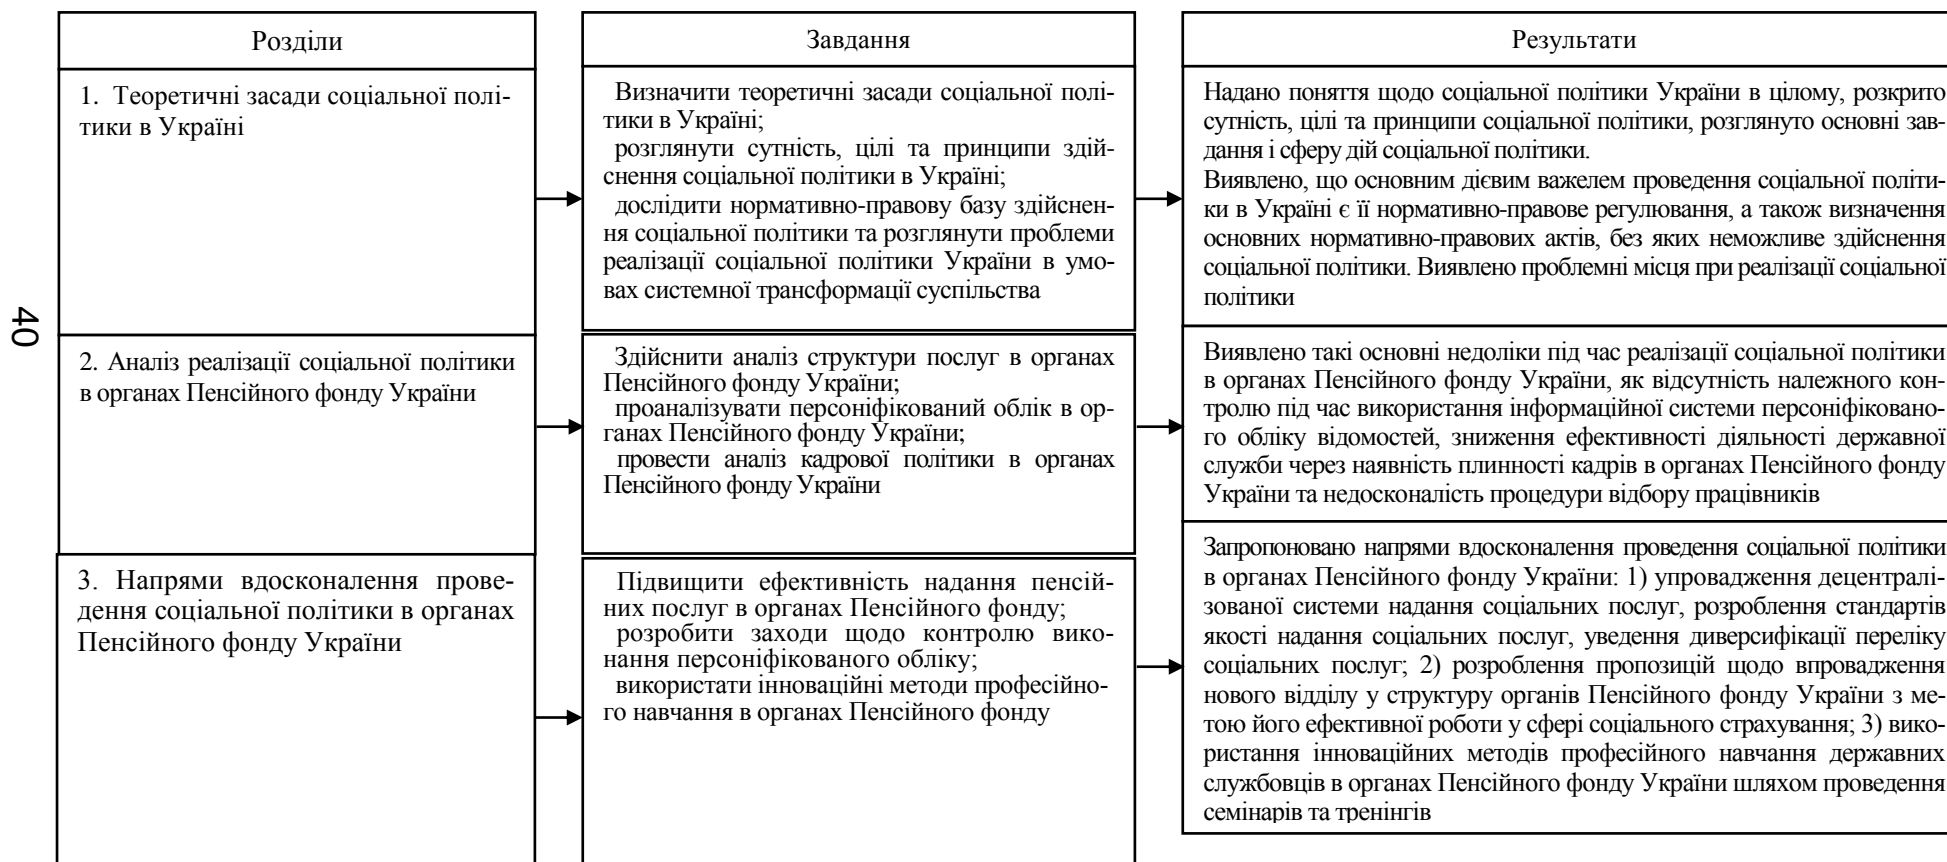 Розділи
Завдання
Результати
1. Теоретичні засади соціальної полі-
тики в Україні
Визначити теоретичні засади соціальної полі-
тики в Україні;
розглянути сутність, цілі та принципи здій-
снення соціальної політики в Україні;
дослідити нормативно-правову базу здійснен-
ня соціальної політики та розглянути проблеми
реалізації соціальної політики України в умо-
вах системної трансформації суспільства
Надано поняття щодо соціальної політики України в цілому, розкрито
сутність, цілі та принципи соціальної політики, розглянуто основні зав-
дання і сферу дій соціальної політики.
Виявлено, що основним дієвим важелем проведення соціальної політи-
ки в Україні є її нормативно-правове регулювання, а також визначення
основних нормативно-правових актів, без яких неможливе здійснення
соціальної політики. Виявлено проблемні місця при реалізації соціальної
політики
40
2. Аналіз реалізації соціальної політики
в органах Пенсійного фонду України
Здійснити аналіз структури послуг в органах
Пенсійного фонду України;
проаналізувати персоніфікований облік в ор-
ганах Пенсійного фонду України;
провести аналіз кадрової політики в органах
Пенсійного фонду України
Виявлено такі основні недоліки під час реалізації соціальної політики
в органах Пенсійного фонду України, як відсутність належного кон-
тролю під час використання інформаційної системи персоніфіковано-
го обліку відомостей, зниження ефективності діяльності державної
служби через наявність плинності кадрів в органах Пенсійного фонду
України та недосконалість процедури відбору працівників
3. Напрями вдосконалення прове-
дення соціальної політики в органах
Пенсійного фонду України
Підвищити ефективність надання пенсій-
них послуг в органах Пенсійного фонду;
розробити заходи щодо контролю вико-
нання персоніфікованого обліку;
використати інноваційні методи професійно-
го навчання в органах Пенсійного фонду
Запропоновано напрями вдосконалення проведення соціальної політики
в органах Пенсійного фонду України: 1) упровадження децентралі-
зованої системи надання соціальних послуг, розроблення стандартів
якості надання соціальних послуг, уведення диверсифікації переліку
соціальних послуг; 2) розроблення пропозицій щодо впровадження
нового відділу у структуру органів Пенсійного фонду України з ме-
тою його ефективної роботи у сфері соціального страхування; 3) вико-
ристання інноваційних методів професійного навчання державних
службовців в органах Пенсійного фонду України шляхом проведення
семінарів та тренінгів